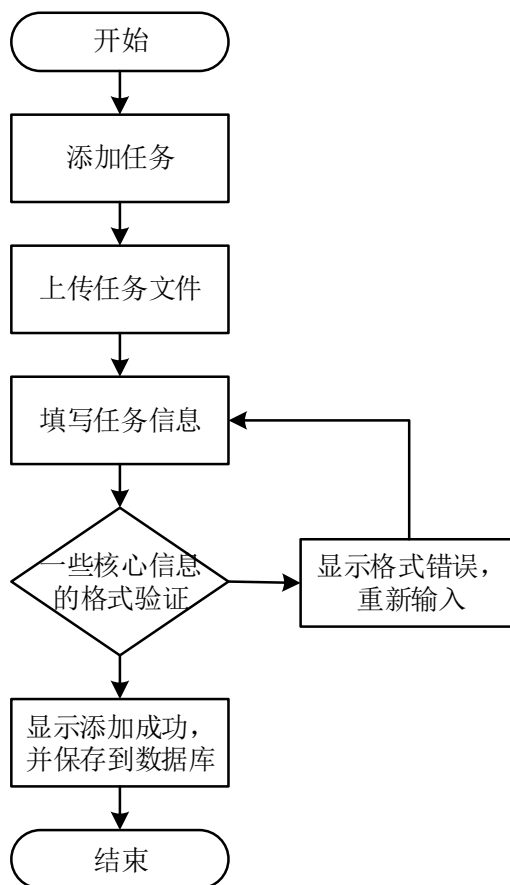 开始
添加任务
上传任务文件
填写任务信息
一些核心信息
的格式验证
显示格式错误，
重新输入
显示添加成功，
并保存到数据库
结束